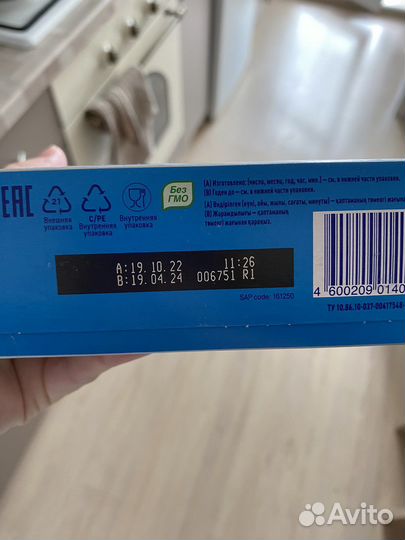 EAC
21
Внешняя
упаковка
C/PE
Внутренняя
упаковка
Внутренняя
упаковка
Без
ГМО
(A) Изготовлено: (число, месяц, год, час, мин.) – см. в нижней части упаковки.
(B) Годен до – см. в нижней части упаковки.
(A) Өндірілген (күні, айы, жылы, сағаты, минуты) – қаптаманың төменгі
(B) Жарамдылығы – қаптаманың
төменгі жағынан қараңыз.
A:19.10.22 11:26
B:19.04.24 006751 R1
SAP code: 161250
4 600209 0140
ТУ 10.86.10-037-00417548-
Avito